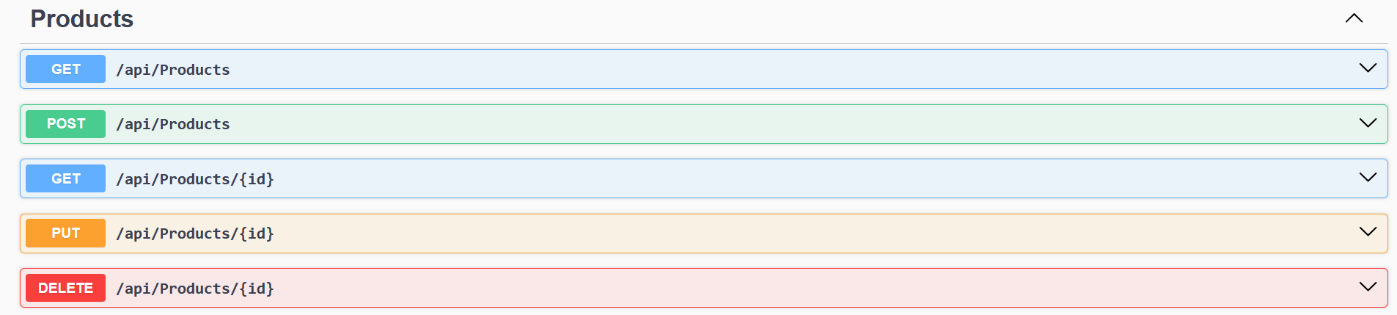 Products
GET /api/Products
POST /api/Products
GET /api/Products/{id}
PUT /api/Products/{id}
DELETE /api/Products/{id}